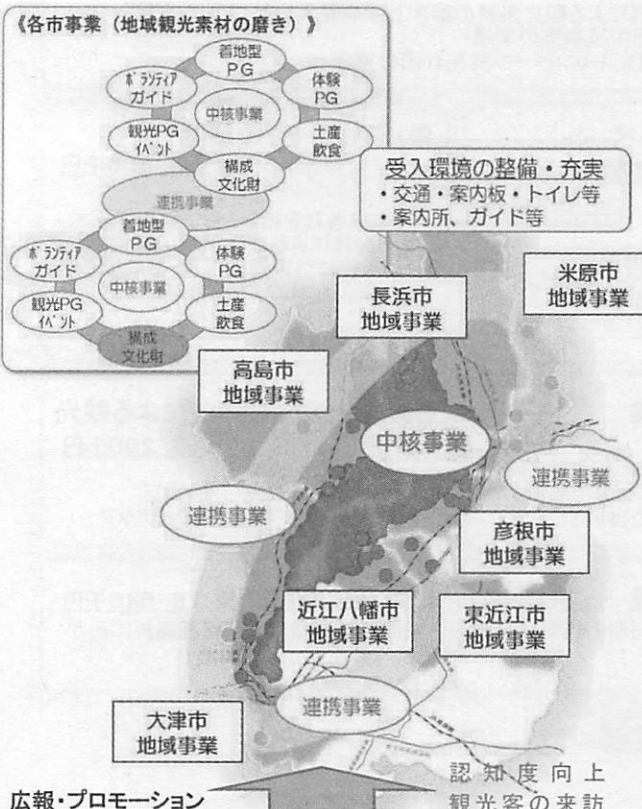 《各市事業(地域観光素材の磨き)》
着地型
PG
ボランティア
ガイド
体験
PG
中核事業
観光PG
イベント
土産
飲食
構成
文化財
連携事業
着地型
PG
ボランティア
ガイド
体験
PG
中核事業
観光PG
イベント
土産
飲食
構成
文化財
受入環境の整備・充実
・交通・案内板・トイレ等
・案内所、ガイド等
米原市
地域事業
長浜市
地域事業
高島市
地域事業
中核事業
連携事業
連携事業
彦根市
地域事業
近江八幡市
地域事業
東近江市
地域事業
連携事業
大津市
地域事業
認知度向上
広報・プロモーション
観光客の来訪